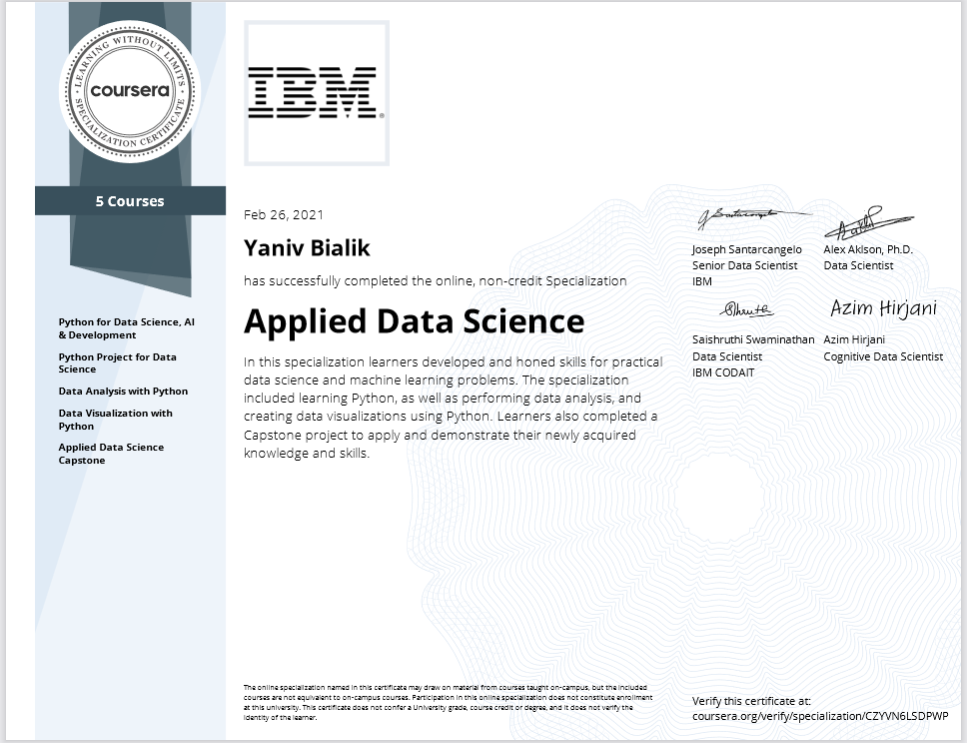 LEARNING WITHOUT LIMITS
coursera
SPECIALIZATION CERTIFICATE
IBM
5 Courses
Python for Data Science, AI
& Development
Python Project for Data
Science
Data Analysis with Python
Data Visualization with
Python
Applied Data Science
Capstone
Feb 26, 2021
Yaniv Bialik
has successfully completed the online, non-credit Specialization
Applied Data Science
In this specialization learners developed and honed skills for practical
data science and machine learning problems. The specialization
included learning Python, as well as performing data analysis, and
creating data visualizations using Python. Learners also completed a
Capstone project to apply and demonstrate their newly acquired
knowledge and skills.
Joseph Santarcangelo
Senior Data Scientist
IBM
Alex Aklson, Ph.D.
Data Scientist
Saishruthi Swaminathan
Data Scientist
IBM CODAIT
Azim Hirjani
Azim Hirjani
Cognitive Data Scientist
The online specialization named in this certificate may draw on material from courses taught on-campus, but the included
courses are not equivalent to on-campus courses. Participation in this online specialization does not constitute enrollment
at this university. This certificate does not confer a University grade, course credit or degree, and it does not verify the
identity of the learner.
Verify this certificate at:
coursera.org/verify/specialization/CZYVN6LSDPWP